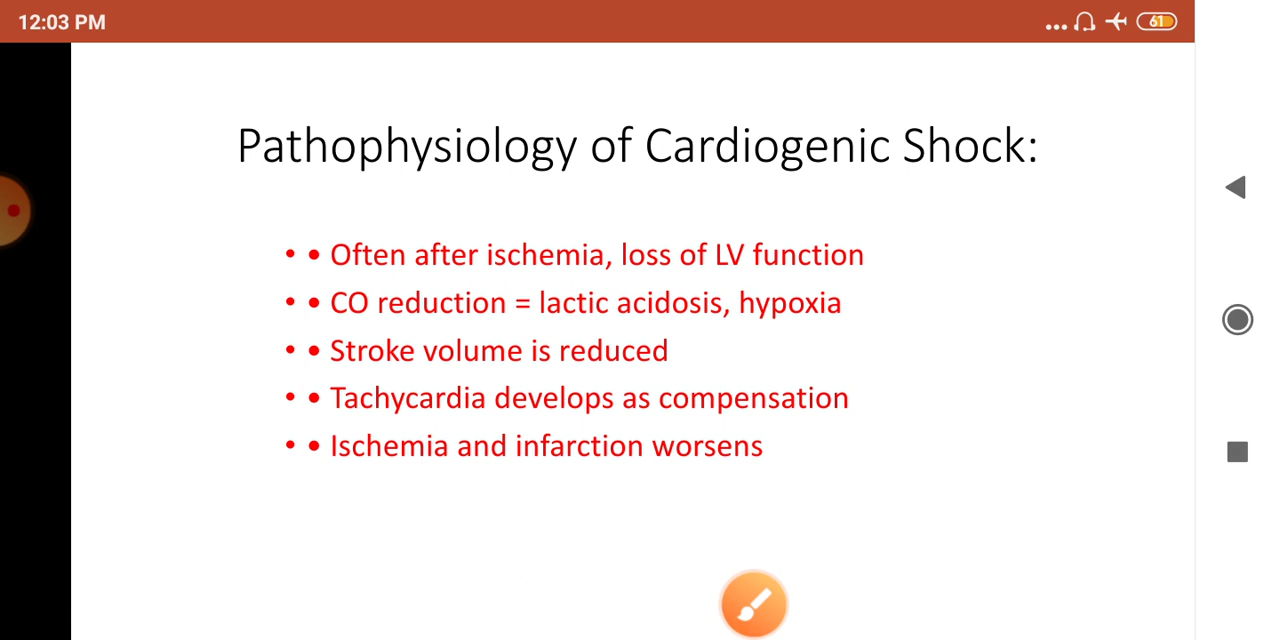 12:03 PM
61
Pathophysiology of Cardiogenic Shock:
• • Often after ischemia, loss of LV function
• • CO reduction = lactic acidosis, hypoxia
• • Stroke volume is reduced
• • Tachycardia develops as compensation
• • Ischemia and infarction worsens